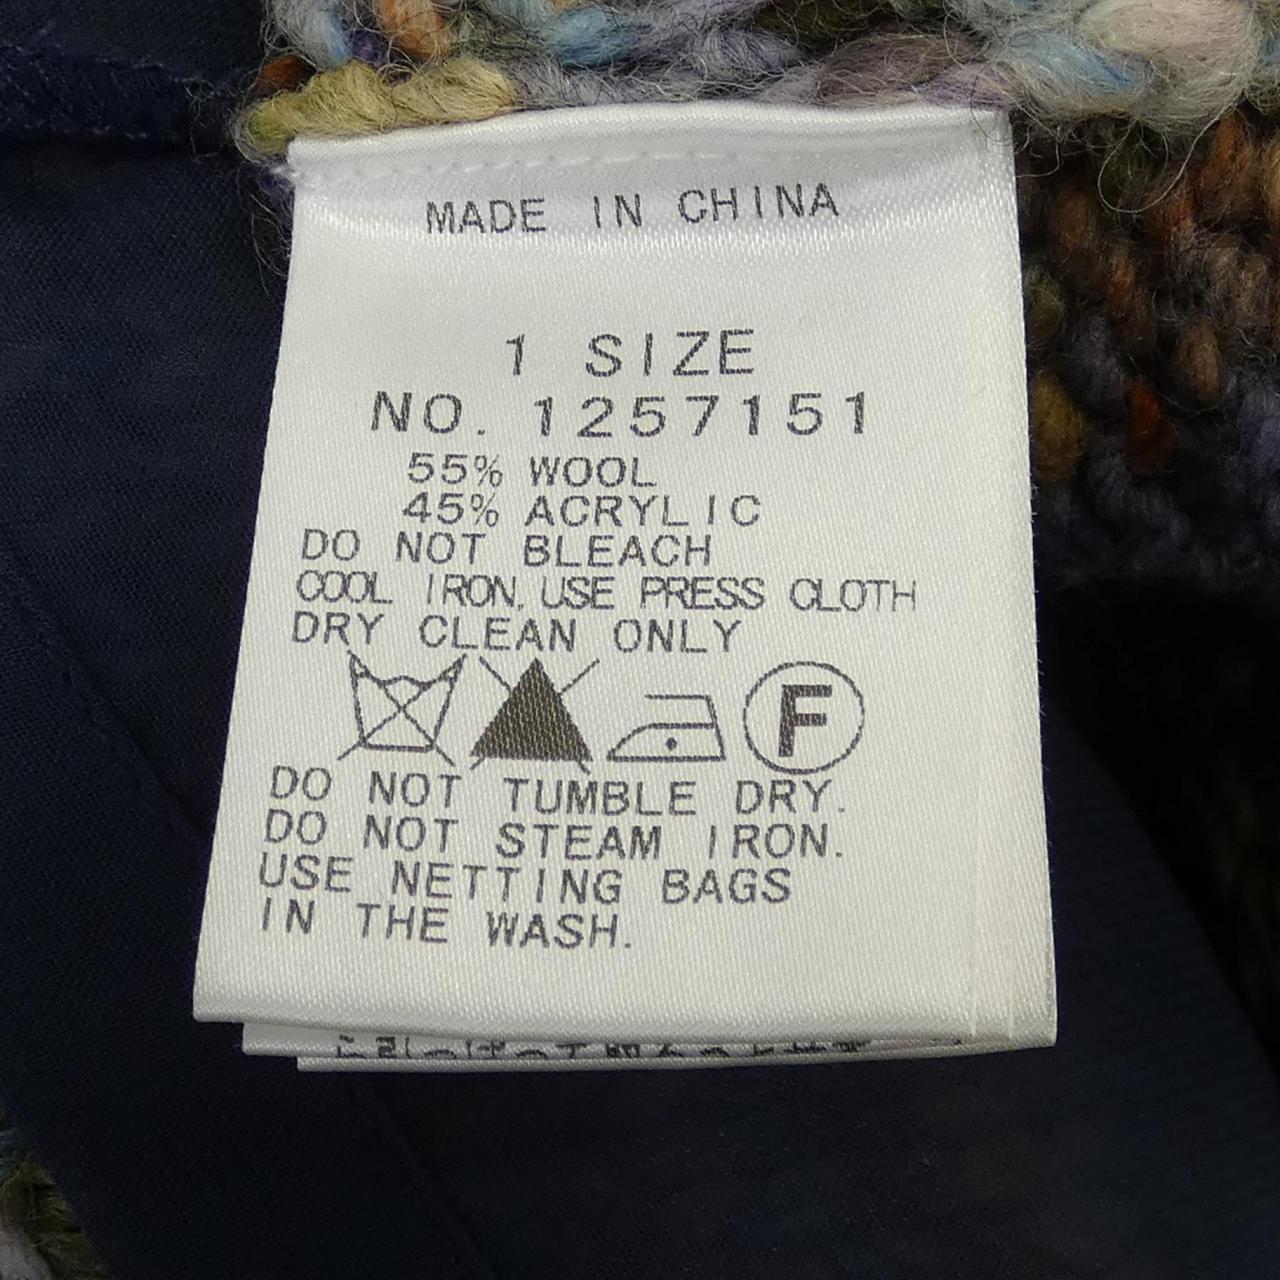 MADE IN CHINA
1 SIZE
NO. 1257151
55% WOOL
45% ACRYLIC
DO NOT BLEACH
COOL IRON, USE PRESS CLOTH
DRY CLEAN ONLY
F
DO NOT TUMBLE DRY.
DO NOT STEAM IRON.
USE NETTING BAGS
IN THE WASH.